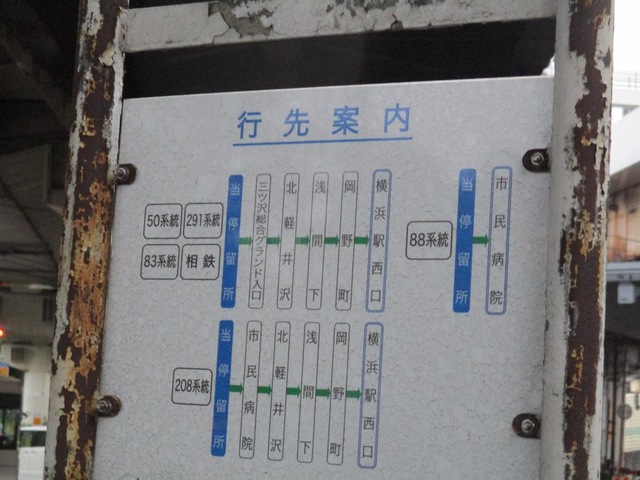 行先案内
50系統 291系統
83系統 相鉄
当停留所
三ツ沢総合グランド入口
北軽井沢
浅間下
岡野町
横浜駅西口
88系統
当停留所
市民病院
208系統
当停留所
市民病院
北軽井沢
浅間下
岡野町
横浜駅西口